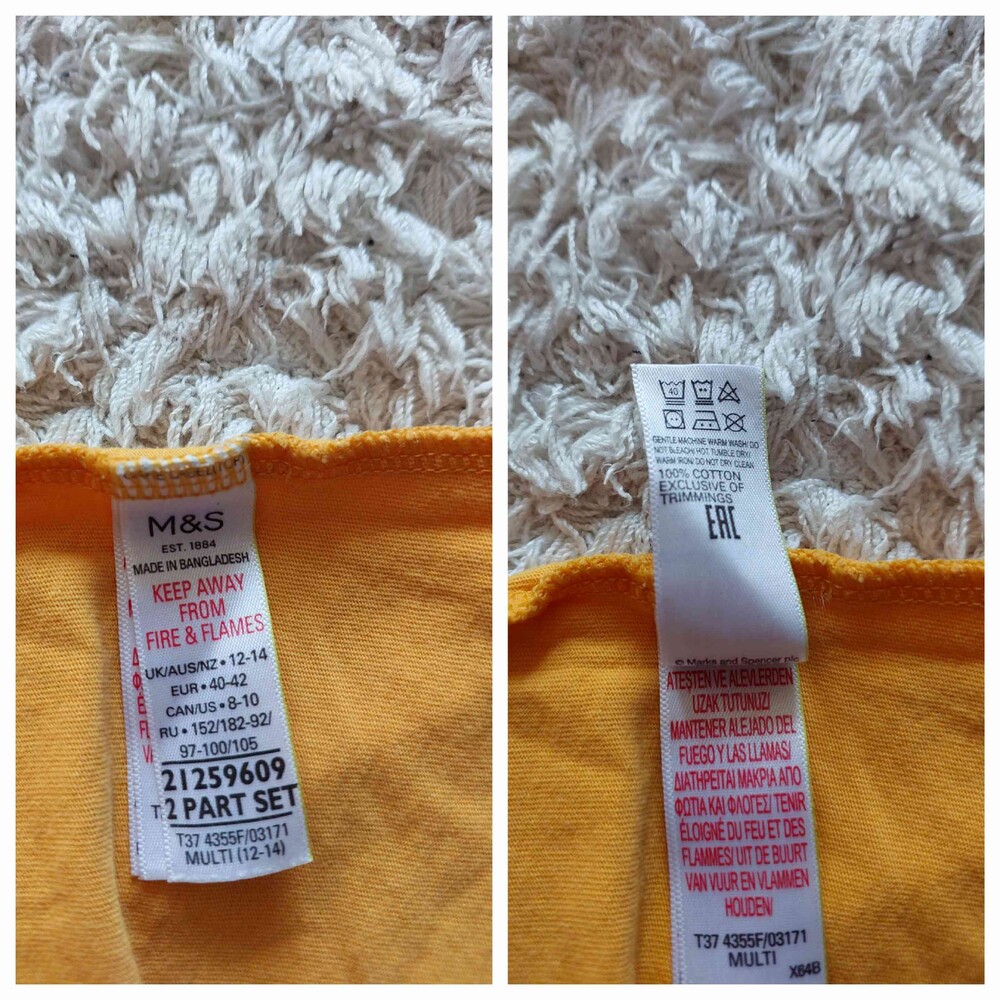 M&S
EST. 1884
MADE IN BANGLADESH
KEEP AWAY
FROM
FIRE & FLAMES
UK/AUS/NZ • 12-14
EUR • 40-42
CAN/US • 8-10
RU • 152/182-92/
97-100/105
21259609
2 PART SET
T37 4355F/03171
MULTI (12-14)
40
GENTLE MACHINE WARM WASH/ DO
NOT BLEACH/ HOT TUMBLE DRY/
WARM IRON/ DO NOT DRY CLEAN
100% COTTON
EXCLUSIVE OF
TRIMMINGS
EAC
© Marks and Spencer plc
ATEŞTEN VE ALEVLERDEN
UZAK TUTUNUZ/
MANTENER ALEJADO DEL
FUEGO Y LAS LLAMAS/
ΔΙΑΤΗΡΕΙΤΑΙ ΜΑΚΡΙΑ ΑΠΟ
ΦΩΤΙΑ ΚΑΙ ΦΛΟΓΕΣ/ TENIR
ÉLOIGNÉ DU FEU ET DES
FLAMMES/ UIT DE BUURT
VAN VUUR EN VLAMMEN
HOUDEN/
T37 4355F/03171
MULTI
X64B